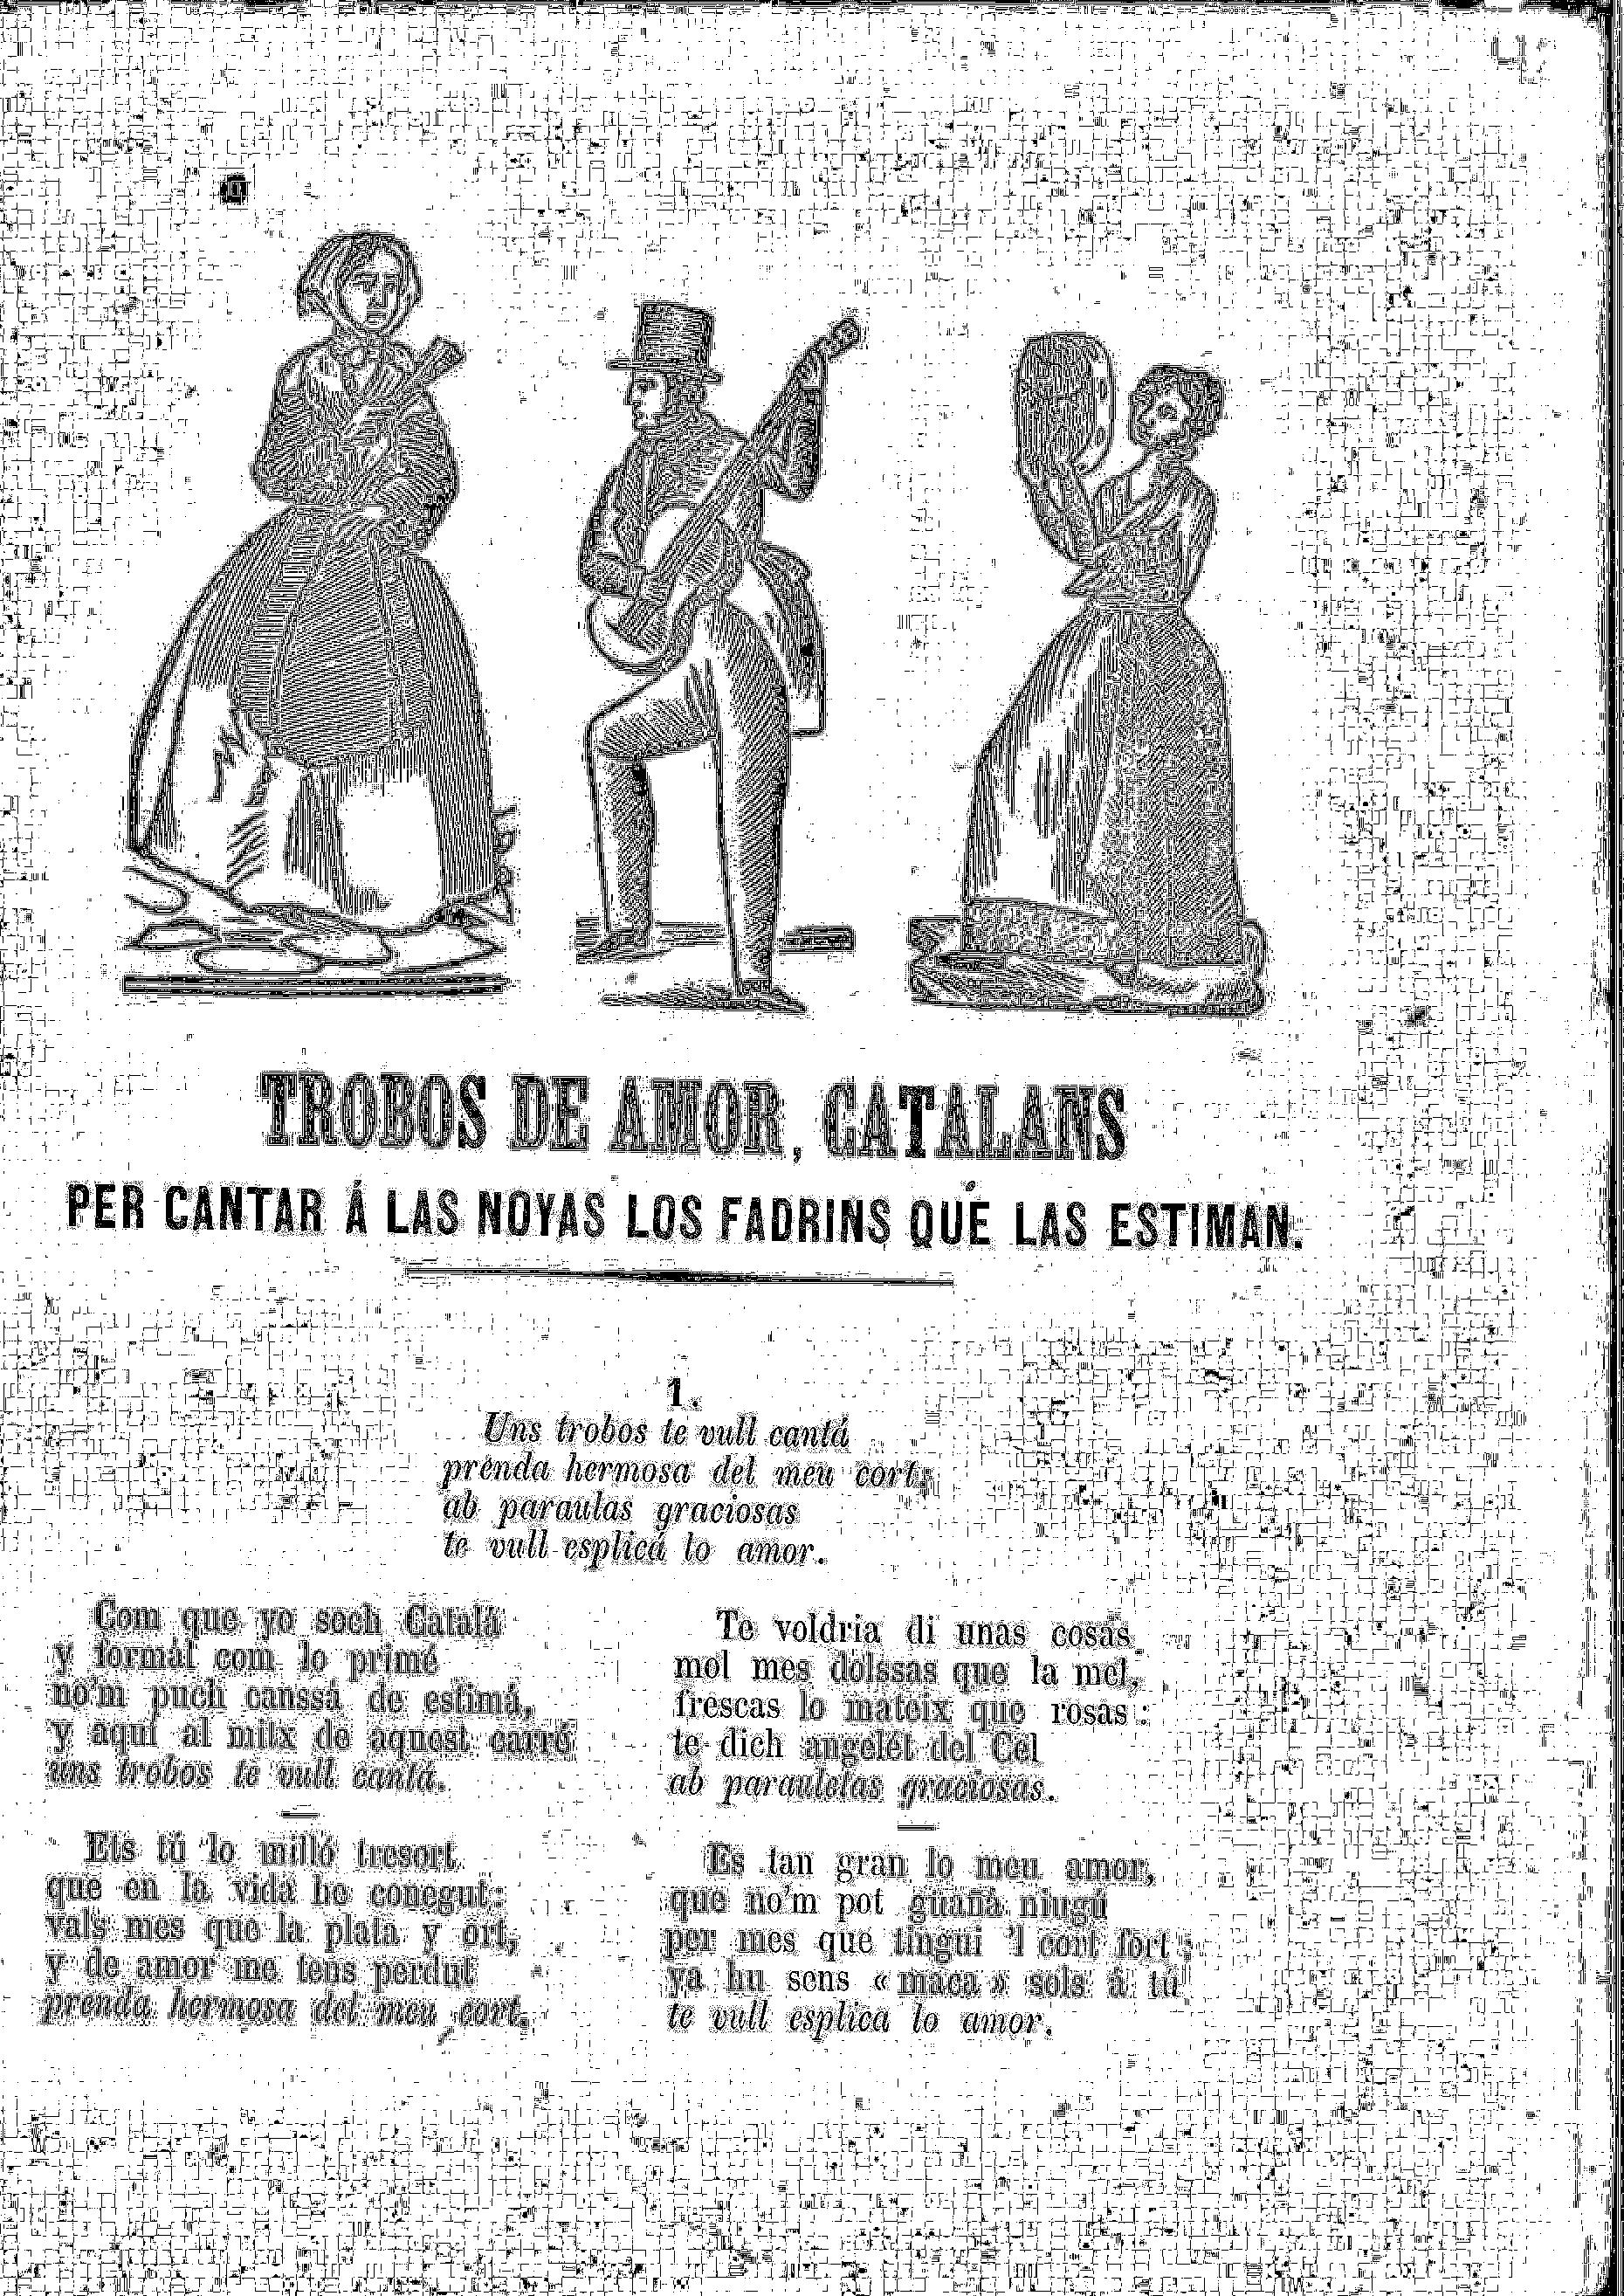 TROBOS DE AMOR, CATALANS
PER CANTAR Á LAS NOYAS LOS FADRINS QUE LAS ESTIMAN.
1.
Uns trobos te vull cantá
prenda hermosa del meu cort;
ab paraulas graciosas
te vull esplicá lo amor.
Com que yo soch Catalá
y formál com lo primé
no'm puch canssá de estimá,
y aquí al mitx de aquest carré
uns trobos te vull cantá.
Ets tú lo milló tresort
que en la vida he conegut:
vals mes que la plata y ort,
y de amor me tens perdut
prenda hermosa del meu cort.
Te voldria di unas cosas
mol mes dolssas que la mel,
frescas lo mateix que rosas:
te dich angelét del Cel
ab parauletas graciosas.
Es tan gran lo meu amor,
que no'm pot guaná ningú
per mes que tingui 'l cort fort;
ya hu sens «maca» sols á tú
te vull esplica lo amor.